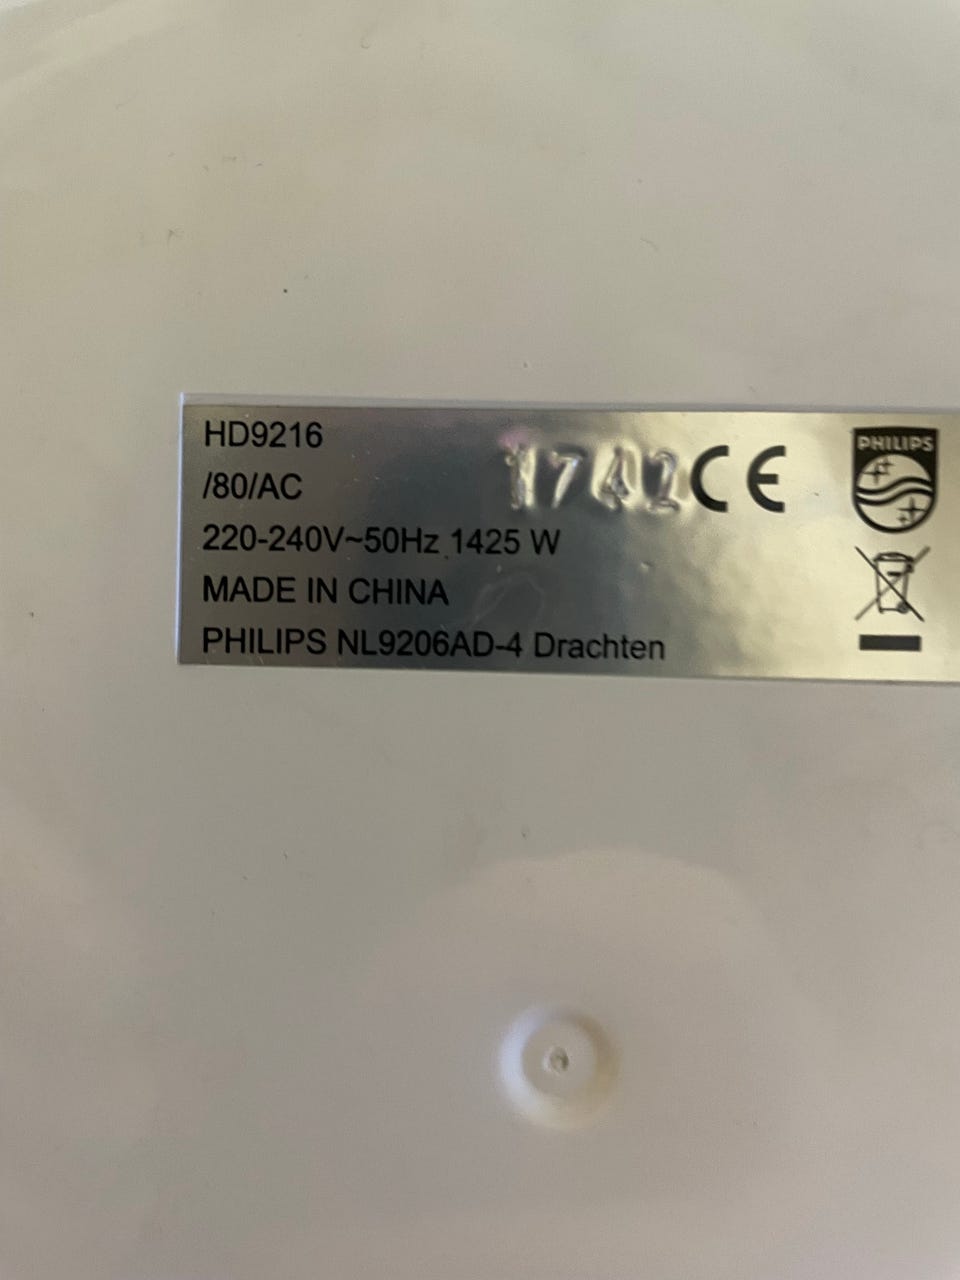 HD9216
/80/AC
1742
CE
PHILIPS
220-240V~50Hz 1425 W
MADE IN CHINA
PHILIPS NL9206AD-4 Drachten